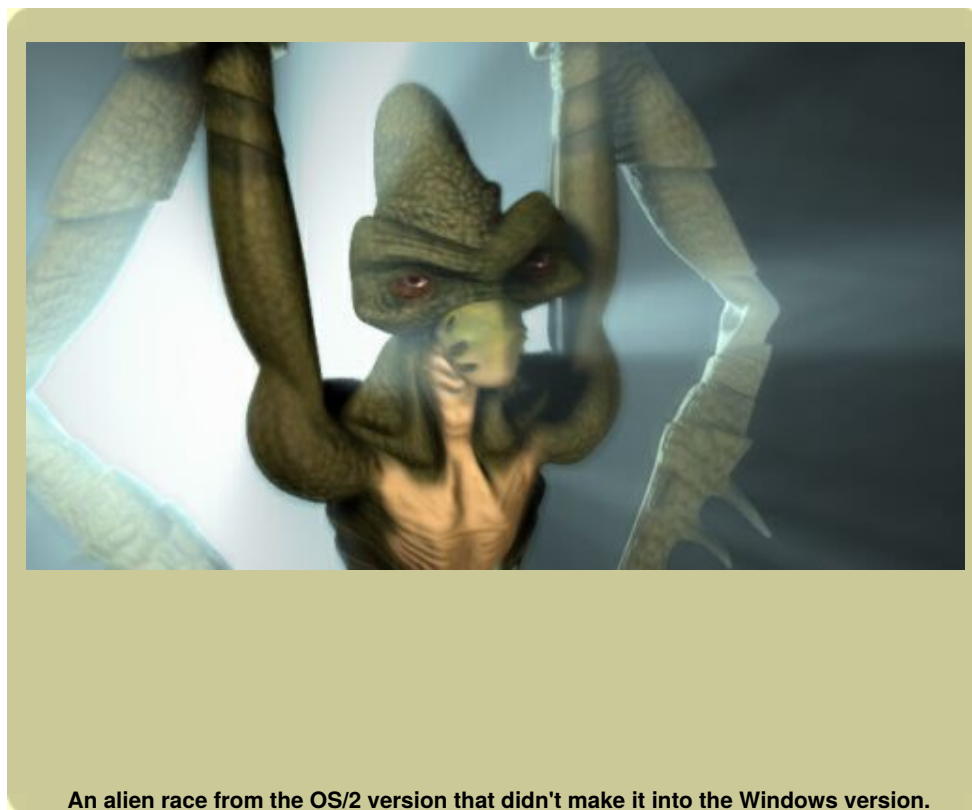 An alien race from the OS/2 version that didn't make it into the Windows version.